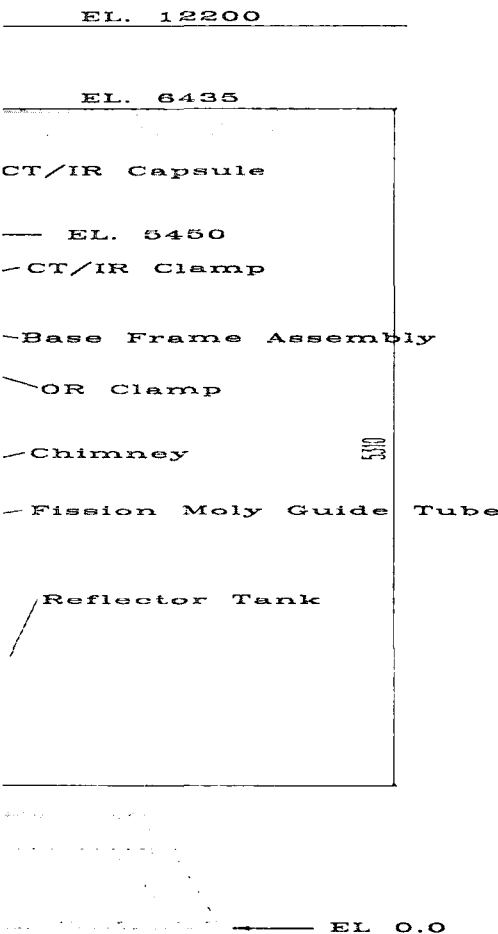 EL. 12200
EL. 6435
CT/IR Capsule
EL. 5450
CT/IR Clamp
Base Frame Assembly
OR Clamp
Chimney
5310
Fission Moly Guide Tube
Reflector Tank
EL 0.0